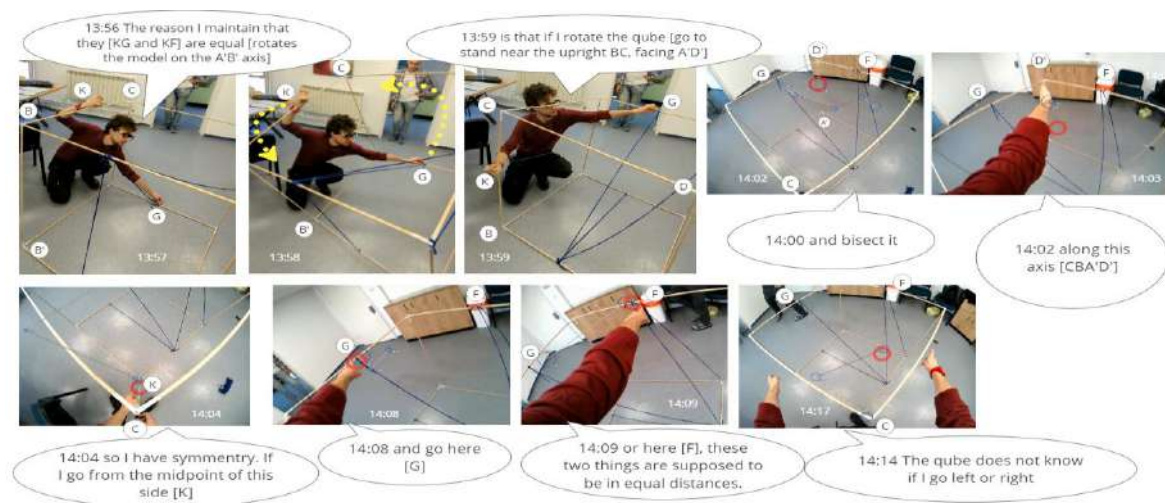 13:56 The reason I maintain that
they [KG and KF] are equal [rotates
the model on the A'B' axis]
13:59 is that if I rotate the qube [go to
stand near the upright BC, facing A'D']
K
C
B
G
B'
13:57
C
K
G
B'
13:58
C
G
K
D
B
13:59
D'
F
G
A'
C
14:02
D'
F
G
14:03
14:00 and bisect it
14:02 along this
axis [CBA'D']
K
14:04
C
F
G
14:08
F
G
14:09
G
F
14:17
C
14:04 so I have symmentry. If
I go from the midpoint of this
side [K]
14:08 and go here
[G]
14:09 or here [F], these
two things are supposed to
be in equal distances.
14:14 The qube does not know
if I go left or right